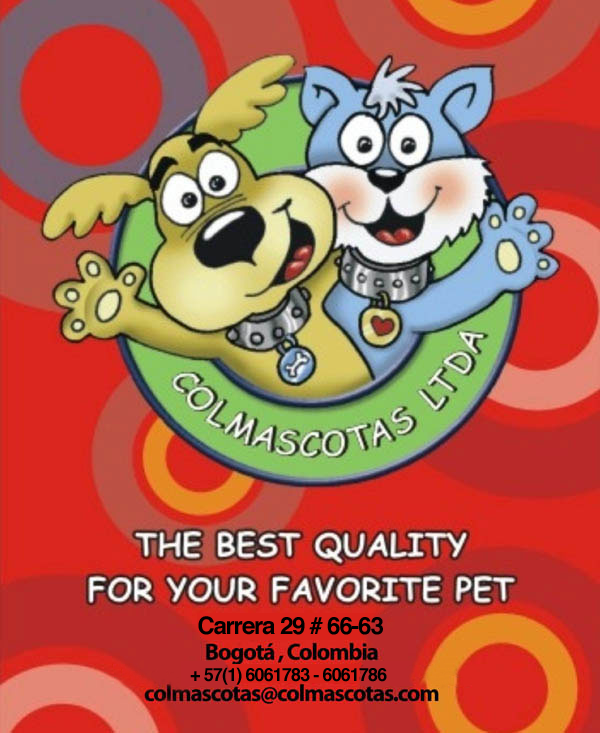 COLMASCOTAS LTDA
THE BEST QUALITY
FOR YOUR FAVORITE PET
Carrera 29 # 66-63
Bogotá , Colombia
+ 57(1) 6061783 - 6061786
colmascotas@colmascotas.com